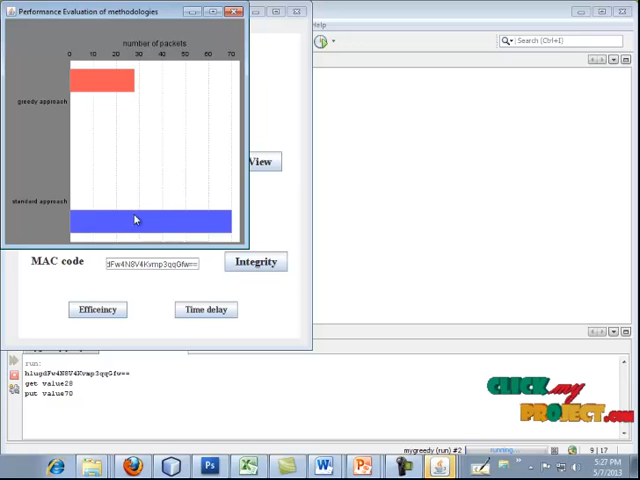 Performance Evaluation of methodologies
number of packets
0 10 20 30 40 50 60 70
greedy approach
standard approach
Help
Search (Ctrl+I)
View
MAC code
dFw4N8V4Kvmp3qqGfw==
Integrity
Efficeincy
Time delay
run:
hlugdFw4N8V4Kvmp3qqGfw==
get value28
put value70
CLICK my
PROJECT.com
mygreedy (run) #2
running...
9 | 17
5:27 PM
5/7/2013